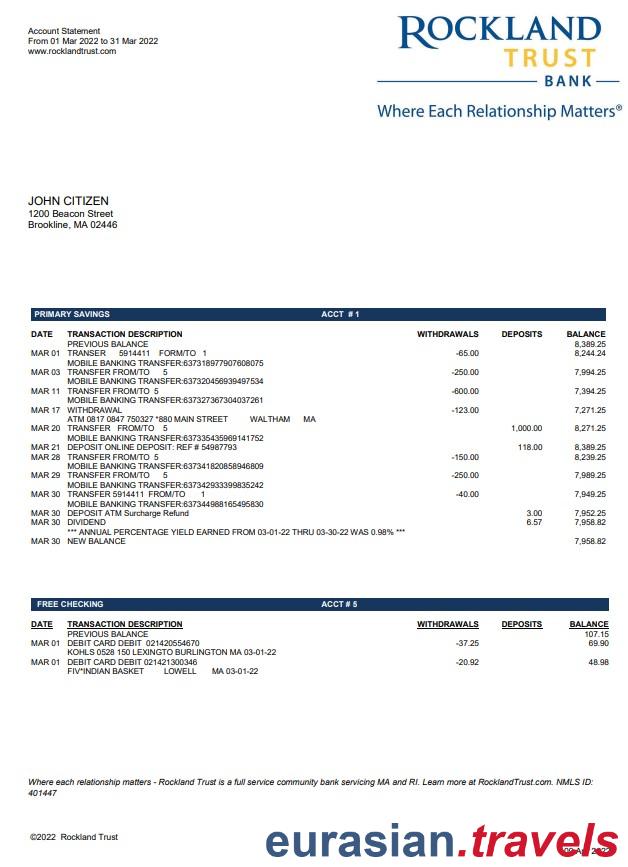 Account Statement
From 01 Mar 2022 to 31 Mar 2022
www.rocklandtrust.com
ROCKLAND
TRUST
BANK
Where Each Relationship Matters®
JOHN CITIZEN
1200 Beacon Street
Brookline, MA 02446
PRIMARY SAVINGS ACCT # 1
DATE TRANSACTION DESCRIPTION WITHDRAWALS DEPOSITS BALANCE
PREVIOUS BALANCE 8,389.25
MAR 01 TRANSER 5914411 FORM/TO 1 -65.00 8,244.24
MOBILE BANKING TRANSFER:637318977907608075
MAR 03 TRANSFER FROM/TO 5 -250.00 7,994.25
MOBILE BANKING TRANSFER:637320456939497534
MAR 11 TRANSFER FROM/TO 5 -600.00 7,394.25
MOBILE BANKING TRANSFER:637327367304037261
MAR 17 WITHDRAWAL -123.00 7,271.25
ATM 0817 0847 750327 *880 MAIN STREET WALTHAM MA
MAR 20 TRANSFER FROM/TO 5 1,000.00 8,271.25
MOBILE BANKING TRANSFER:637335435969141752
MAR 21 DEPOSIT ONLINE DEPOSIT: REF # 54987793 118.00 8,389.25
MAR 28 TRANSFER FROM/TO 5 -150.00 8,239.25
MOBILE BANKING TRANSFER:637341820858946809
MAR 29 TRANSFER FROM/TO 5 -250.00 7,989.25
MOBILE BANKING TRANSFER:637342933399835242
MAR 30 TRANSFER 5914411 FROM/TO 1 -40.00 7,949.25
MOBILE BANKING TRANSFER:637344988165495830
MAR 30 DEPOSIT ATM Surcharge Refund 3.00 7,952.25
MAR 30 DIVIDEND 6.57 7,958.82
*** ANNUAL PERCENTAGE YIELD EARNED FROM 03-01-22 THRU 03-30-22 WAS 0.98% ***
MAR 30 NEW BALANCE 7,958.82
FREE CHECKING ACCT # 5
DATE TRANSACTION DESCRIPTION WITHDRAWALS DEPOSITS BALANCE
PREVIOUS BALANCE 107.15
MAR 01 DEBIT CARD DEBIT 021420554670 -37.25 69.90
KOHLS 0528 150 LEXINGTO BURLINGTON MA 03-01-22
MAR 01 DEBIT CARD DEBIT 021421300346 -20.92 48.98
FIV*INDIAN BASKET LOWELL MA 03-01-22
Where each relationship matters - Rockland Trust is a full service community bank servicing MA and RI. Learn more at RocklandTrust.com. NMLS ID:
401447
©2022 Rockland Trust
eurasian.travels